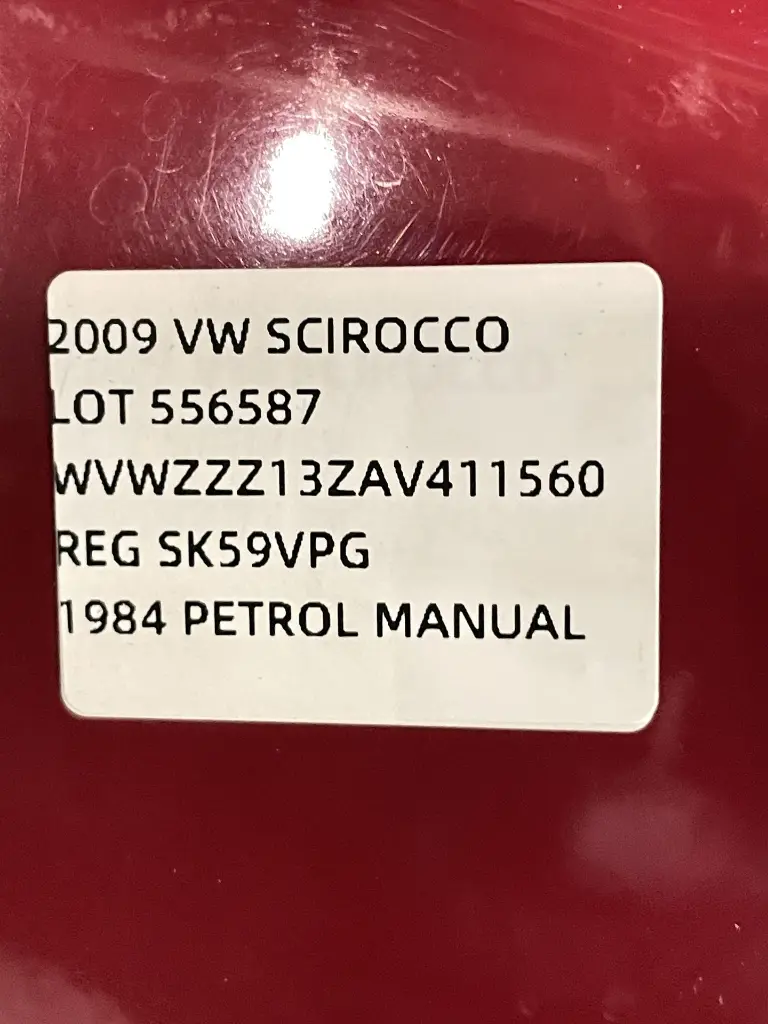 2009 VW SCIROCCO
LOT 556587
WVWZZZ13ZAV411560
REG SK59VPG
1984 PETROL MANUAL